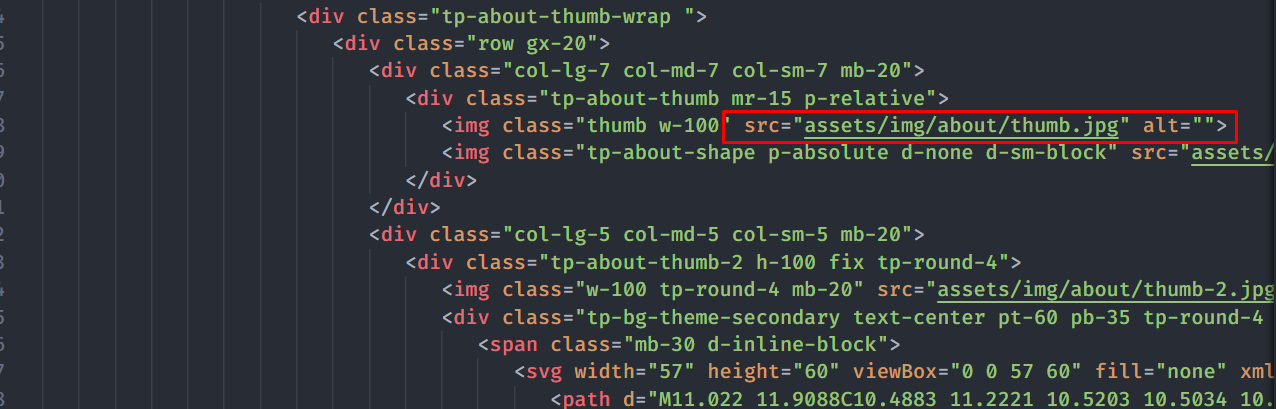 4 <div class="tp-about-thumb-wrap ">
5 <div class="row gx-20">
6 <div class="col-lg-7 col-md-7 col-sm-7 mb-20">
7 <div class="tp-about-thumb mr-15 p-relative">
8 <img class="thumb w-100" src="assets/img/about/thumb.jpg" alt="">
9 <img class="tp-about-shape p-absolute d-none d-sm-block" src="assets/
0 </div>
1 </div>
2 <div class="col-lg-5 col-md-5 col-sm-5 mb-20">
3 <div class="tp-about-thumb-2 h-100 fix tp-round-4">
4 <img class="w-100 tp-round-4 mb-20" src="assets/img/about/thumb-2.jpg
5 <div class="tp-bg-theme-secondary text-center pt-60 pb-35 tp-round-4
6 <span class="mb-30 d-inline-block">
7 <svg width="57" height="60" viewBox="0 0 57 60" fill="none" xml
8 <path d="M11.022 11.9088C10.4883 11.2221 10.5203 10.5034 10.